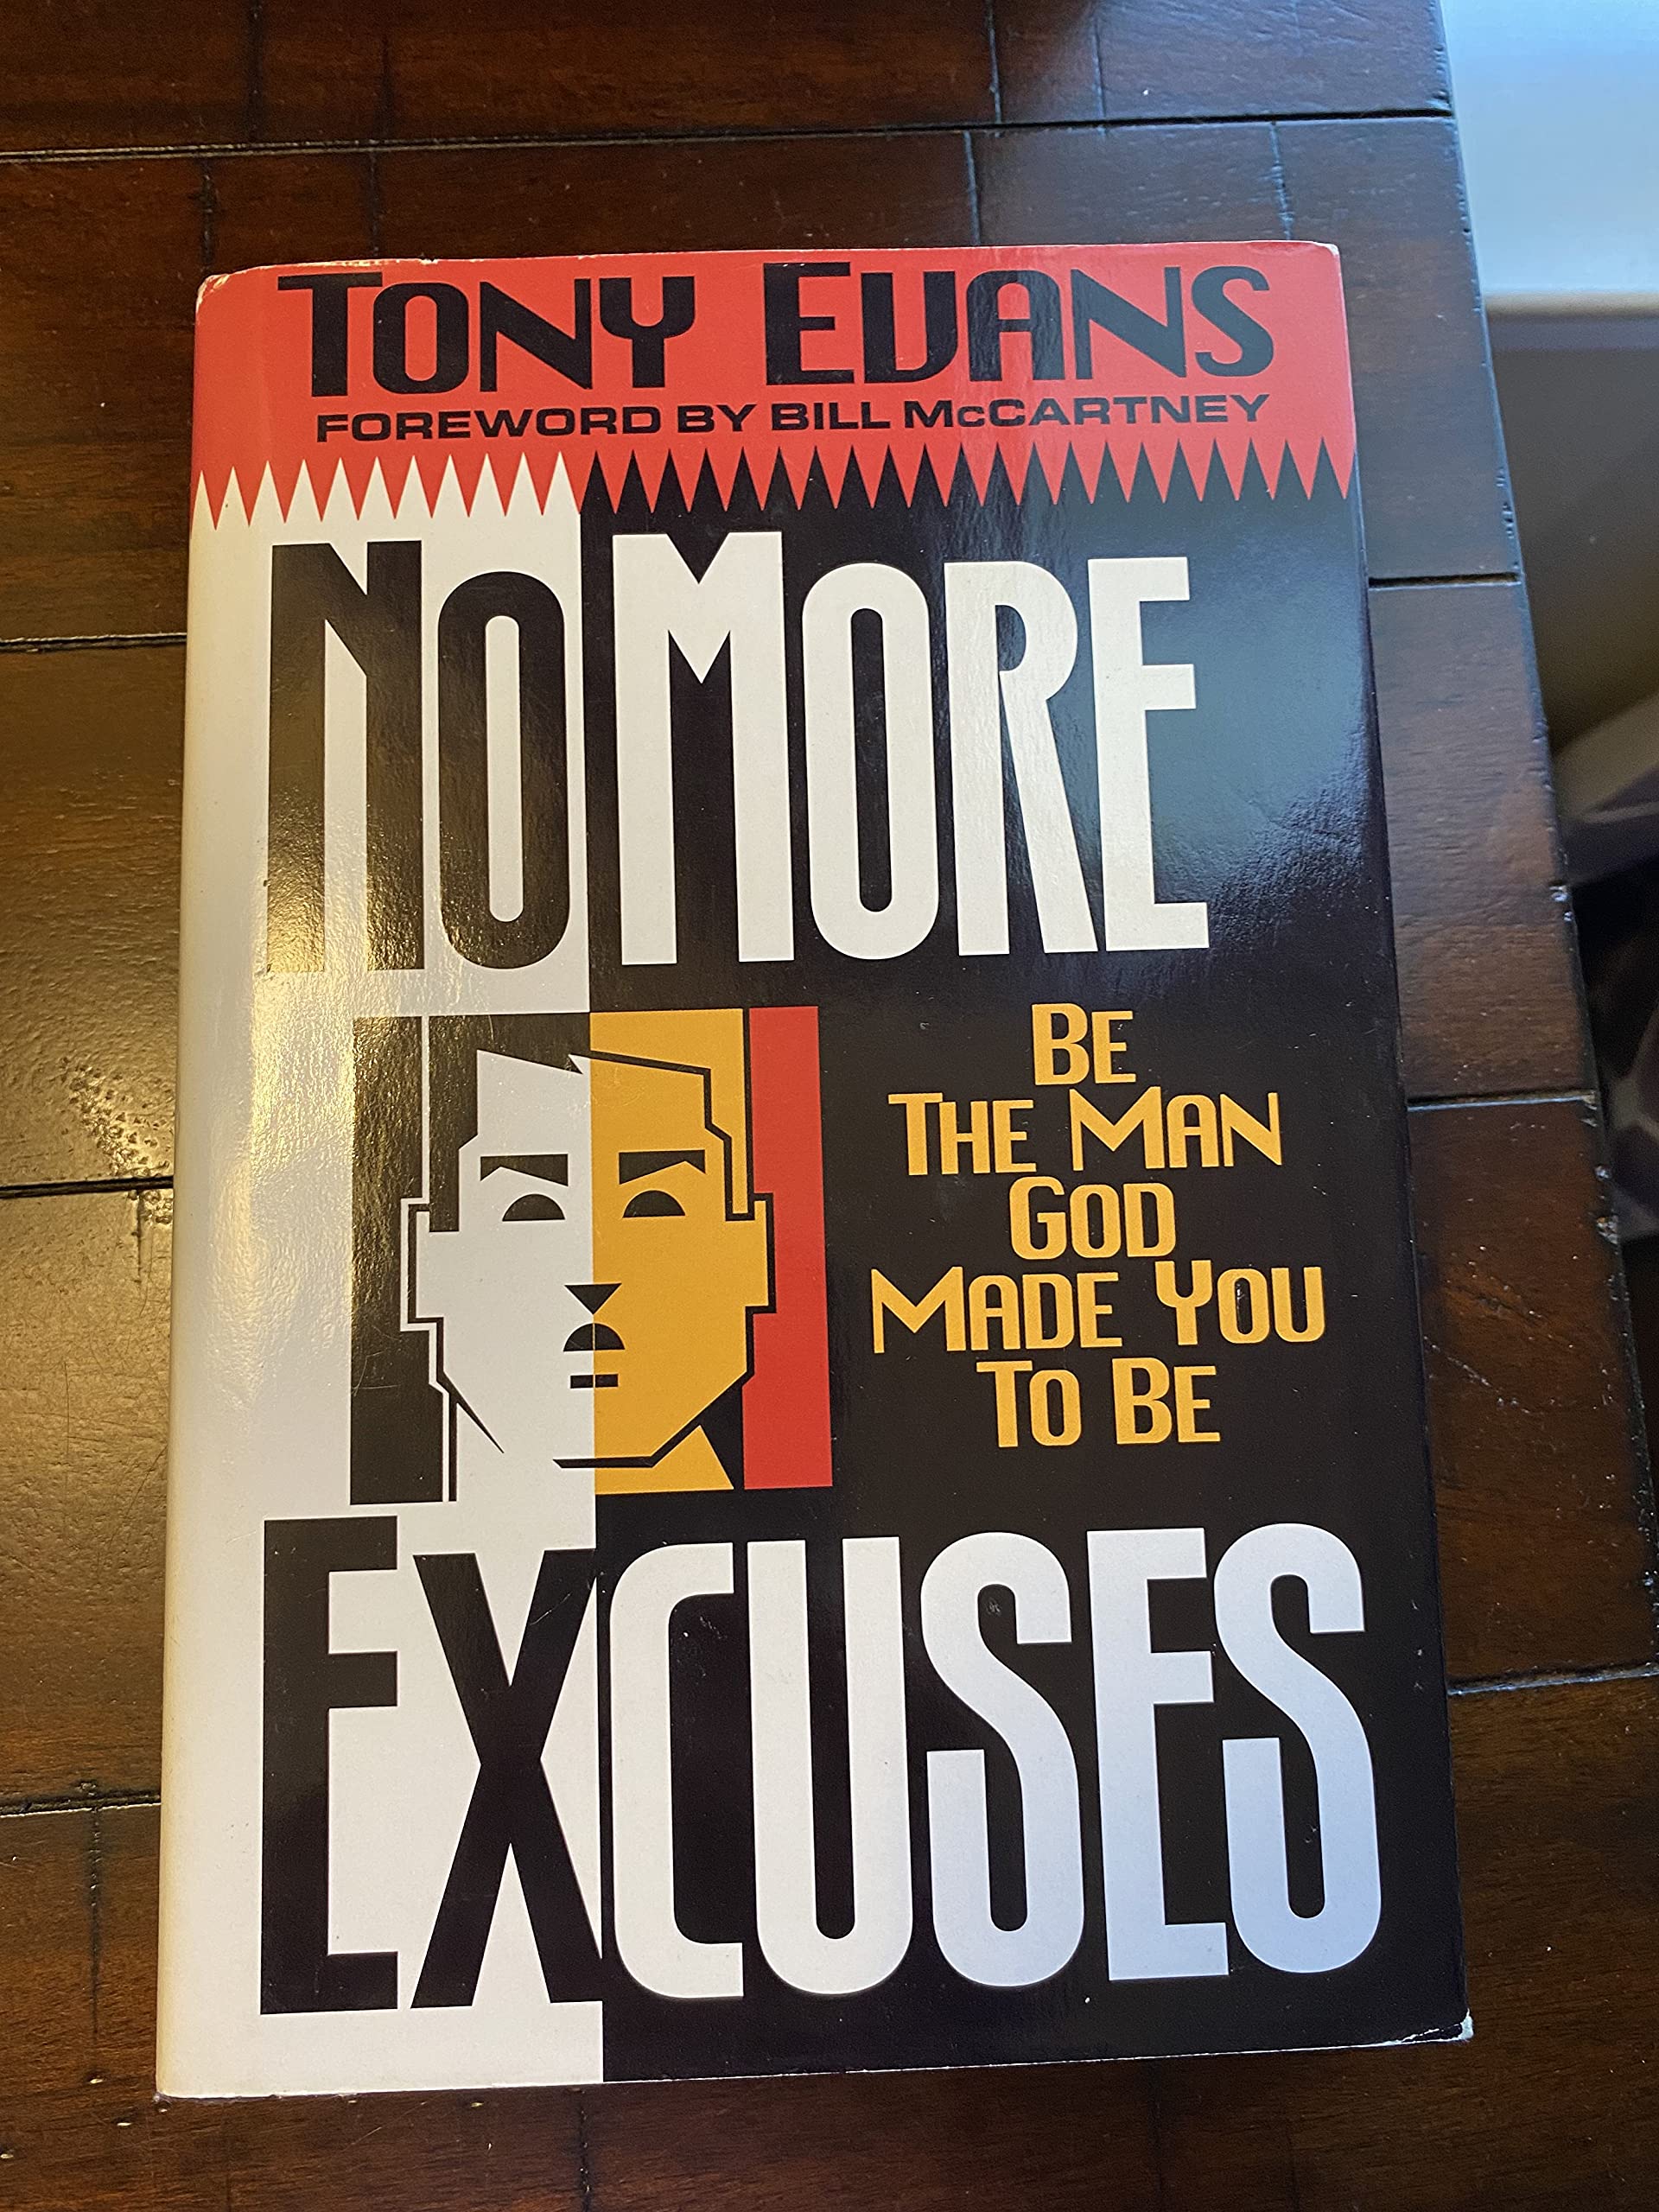 TONY EVANS
FOREWORD BY BILL McCARTNEY
NO MORE
BE
THE MAN
GOD
MADE YOU
TO BE
EXCUSES